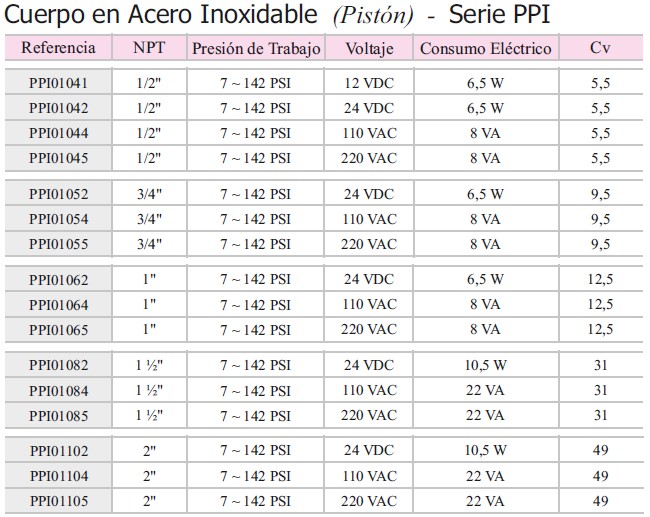 Cuerpo en Acero Inoxidable (Pistón) - Serie PPI
Referencia NPT Presión de Trabajo Voltaje Consumo Eléctrico Cv
PPI01041 1/2" 7 ~ 142 PSI 12 VDC 6,5 W 5,5
PPI01042 1/2" 7 ~ 142 PSI 24 VDC 6,5 W 5,5
PPI01044 1/2" 7 ~ 142 PSI 110 VAC 8 VA 5,5
PPI01045 1/2" 7 ~ 142 PSI 220 VAC 8 VA 5,5
PPI01052 3/4" 7 ~ 142 PSI 24 VDC 6,5 W 9,5
PPI01054 3/4" 7 ~ 142 PSI 110 VAC 8 VA 9,5
PPI01055 3/4" 7 ~ 142 PSI 220 VAC 8 VA 9,5
PPI01062 1" 7 ~ 142 PSI 24 VDC 6,5 W 12,5
PPI01064 1" 7 ~ 142 PSI 110 VAC 8 VA 12,5
PPI01065 1" 7 ~ 142 PSI 220 VAC 8 VA 12,5
PPI01082 1 ½" 7 ~ 142 PSI 24 VDC 10,5 W 31
PPI01084 1 ½" 7 ~ 142 PSI 110 VAC 22 VA 31
PPI01085 1 ½" 7 ~ 142 PSI 220 VAC 22 VA 31
PPI01102 2" 7 ~ 142 PSI 24 VDC 10,5 W 49
PPI01104 2" 7 ~ 142 PSI 110 VAC 22 VA 49
PPI01105 2" 7 ~ 142 PSI 220 VAC 22 VA 49